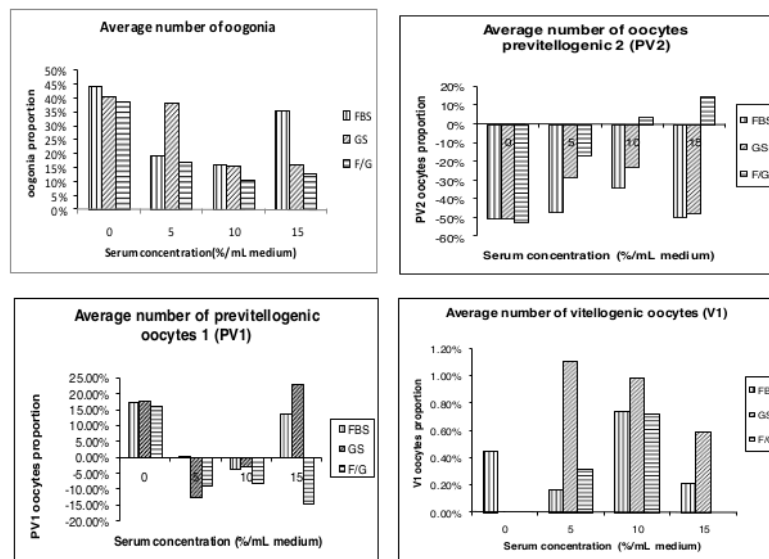 Average number of oogonia
50%
45%
40%
35%
30%
25%
20%
15%
10%
5%
0%
oogonia proportion
0 5 10 15
Serum concentration(%/mL medium)
FBS
GS
F/G
Average number of oocytes
previtellogenic 2 (PV2)
20%
10%
0%
-10%
-20%
-30%
-40%
-50%
-60%
PV2 oocytes proportion
0 5 10 15
Serum concentration (%/mL medium)
FBS
GS
F/G
Average number of previtellogenic
oocytes 1 (PV1)
25.00%
20.00%
15.00%
10.00%
5.00%
0.00%
-5.00%
-10.00%
-15.00%
-20.00%
PV1 oocytes proportion
0 5 10 15
Serum concentration (%/mL medium)
FBS
GS
F/G
Average number of vitellogenic oocytes (V1)
1.20%
1.00%
0.80%
0.60%
0.40%
0.20%
0.00%
V1 oocytes proportion
0 5 10 15
Serum concentration (%/mL medium)
FBS
GS
F/G